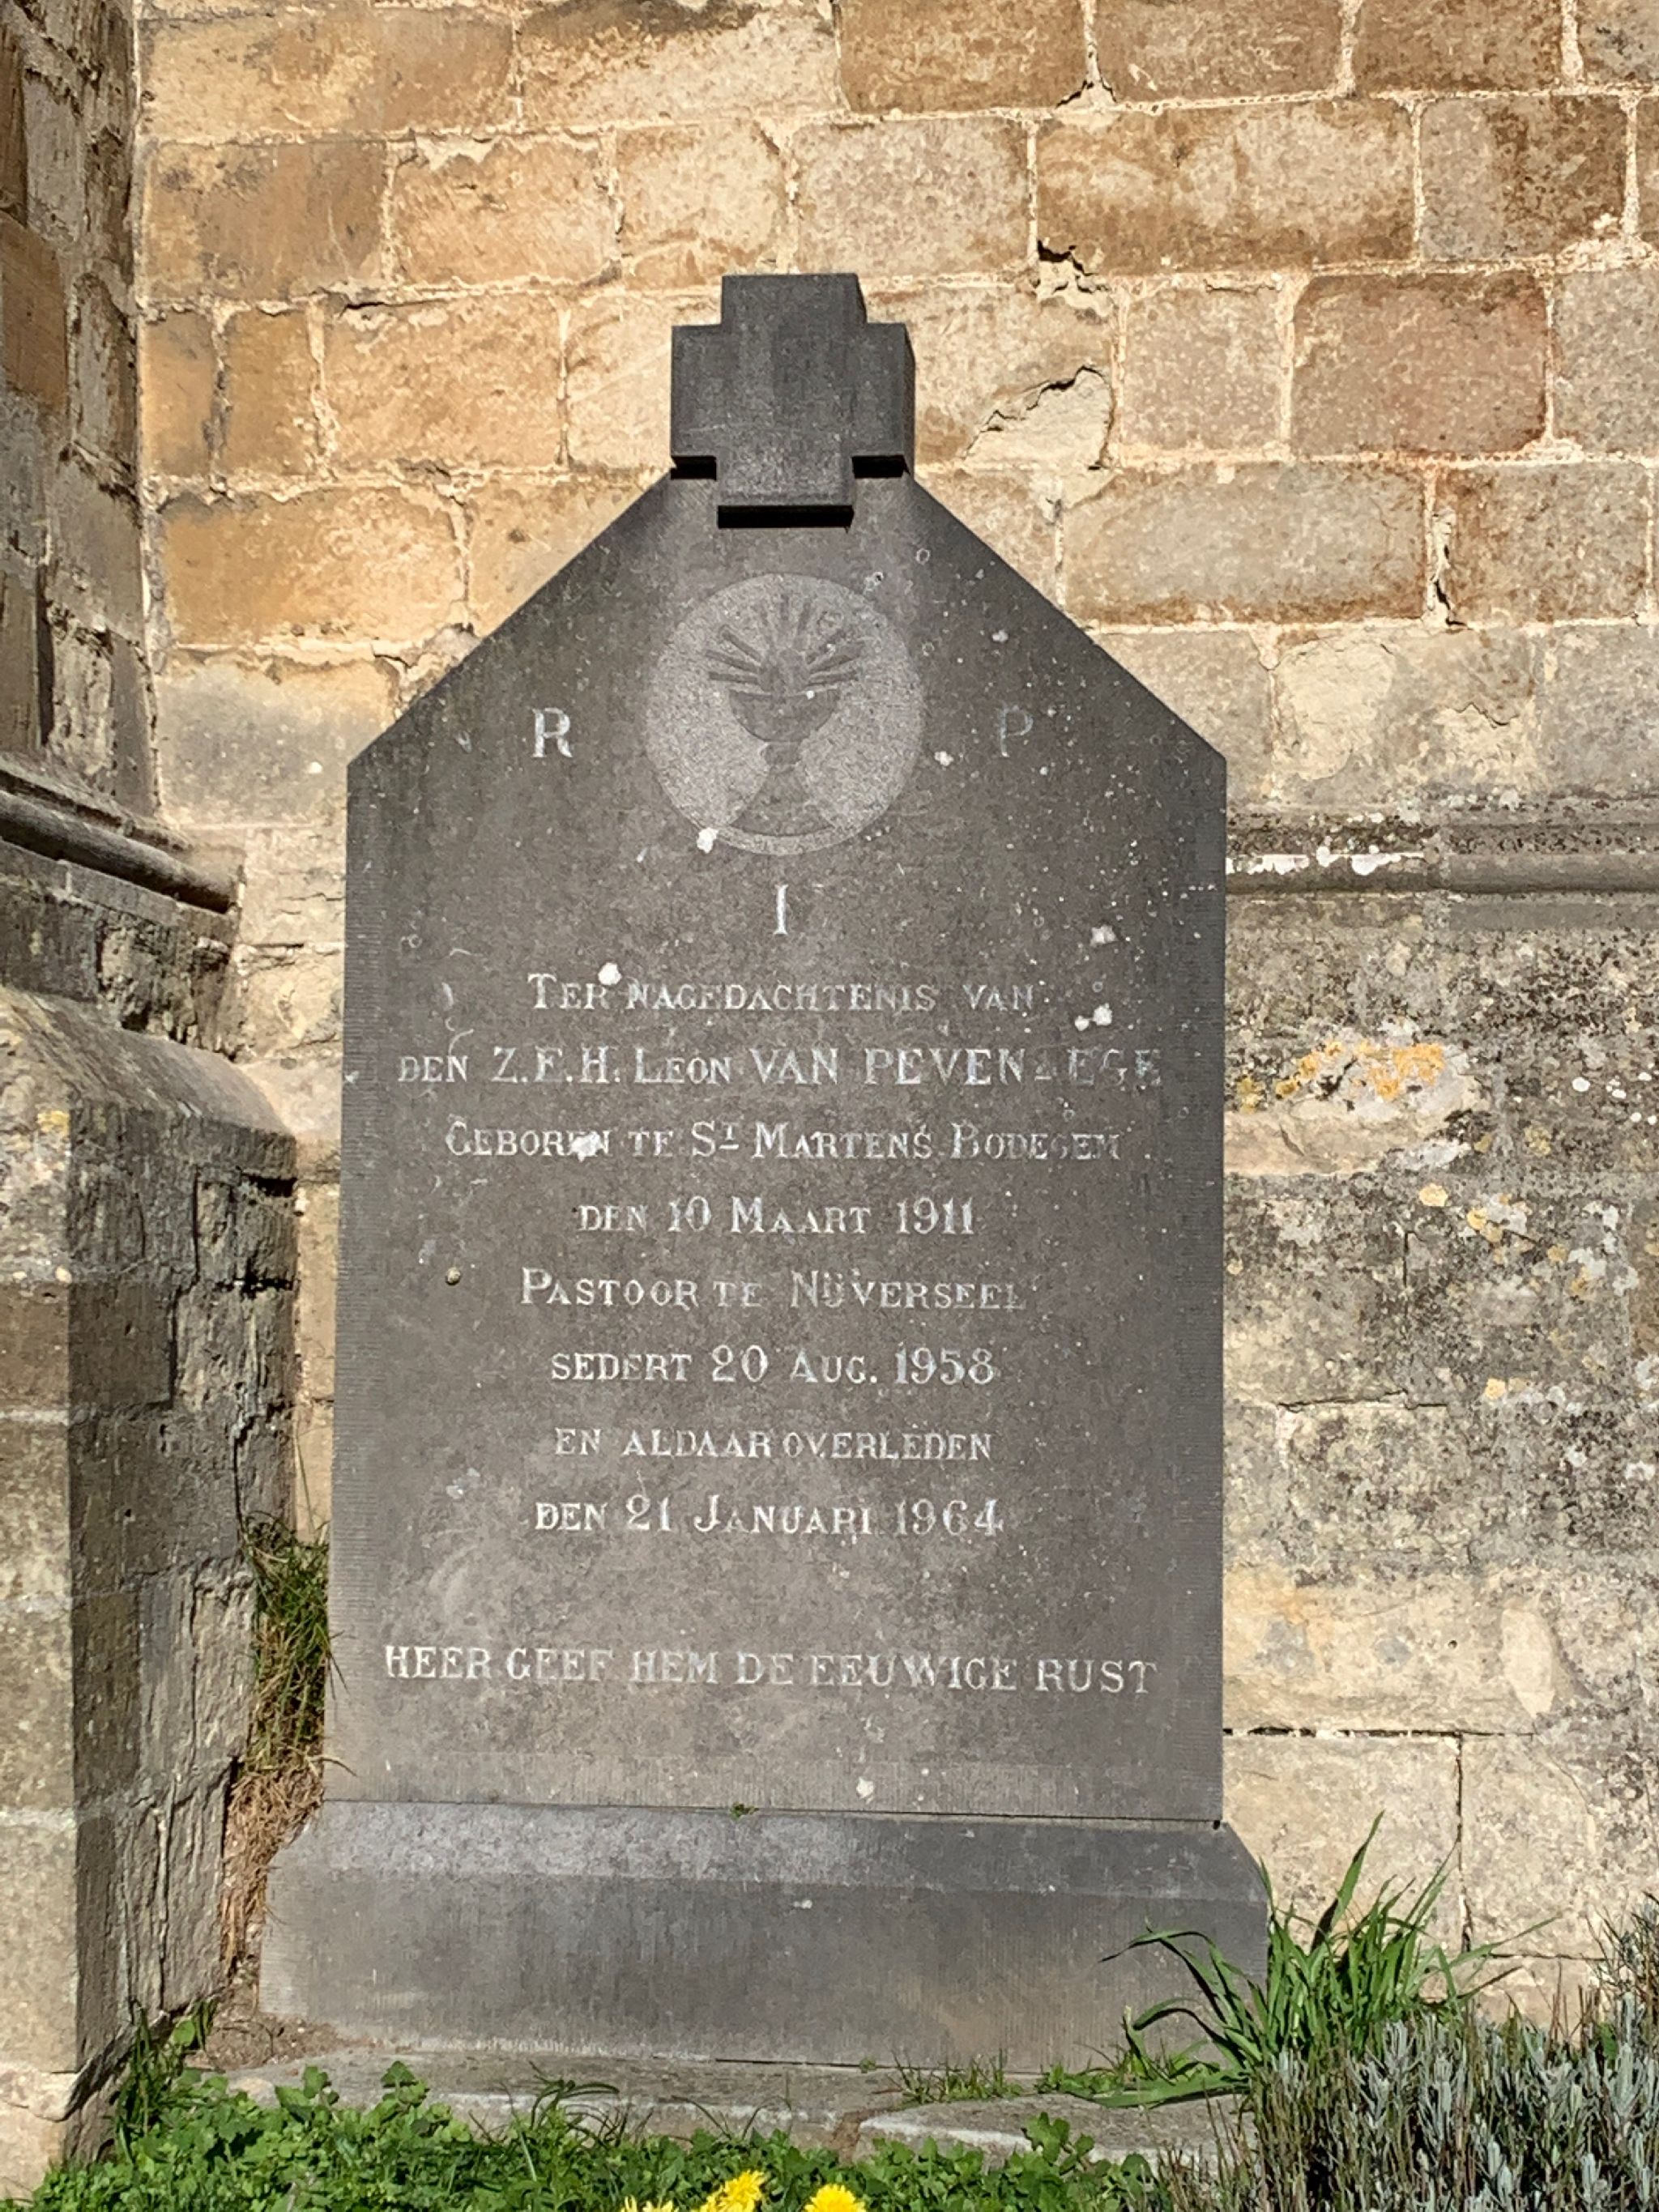 R P
I
TER NAGEDACHTENIS VAN
DEN Z.E.H. LEON VAN
GEBOREN TE ST MARTENS BODEGEM
DEN 10 MAART 1911
PASTOOR TE NIJVERSEEL
SEDERT 20 AUG. 1958
EN ALDAAR OVERLEDEN
DEN 21 JANUARI 1964
HEER GEEF HEM DE EEUWIGE RUST